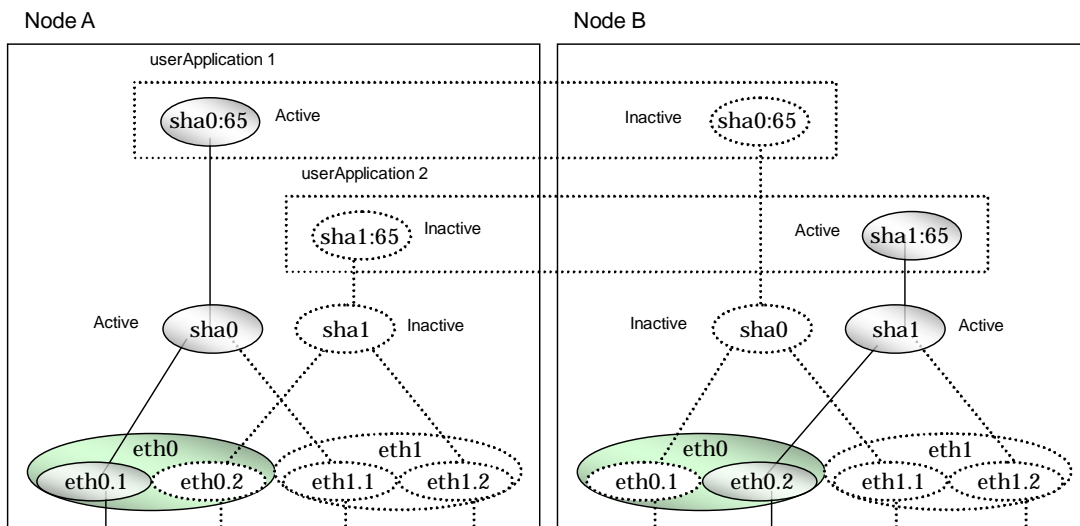 Node A
Node B
userApplication 1
sha0:65
Active
Inactive
sha0:65
userApplication 2
sha1:65
Inactive
Active
sha1:65
Active
sha0
sha1
Inactive
Inactive
sha0
sha1
Active
eth0
eth1
eth0
eth1
eth0.1
eth0.2
eth1.1
eth1.2
eth0.1
eth0.2
eth1.1
eth1.2